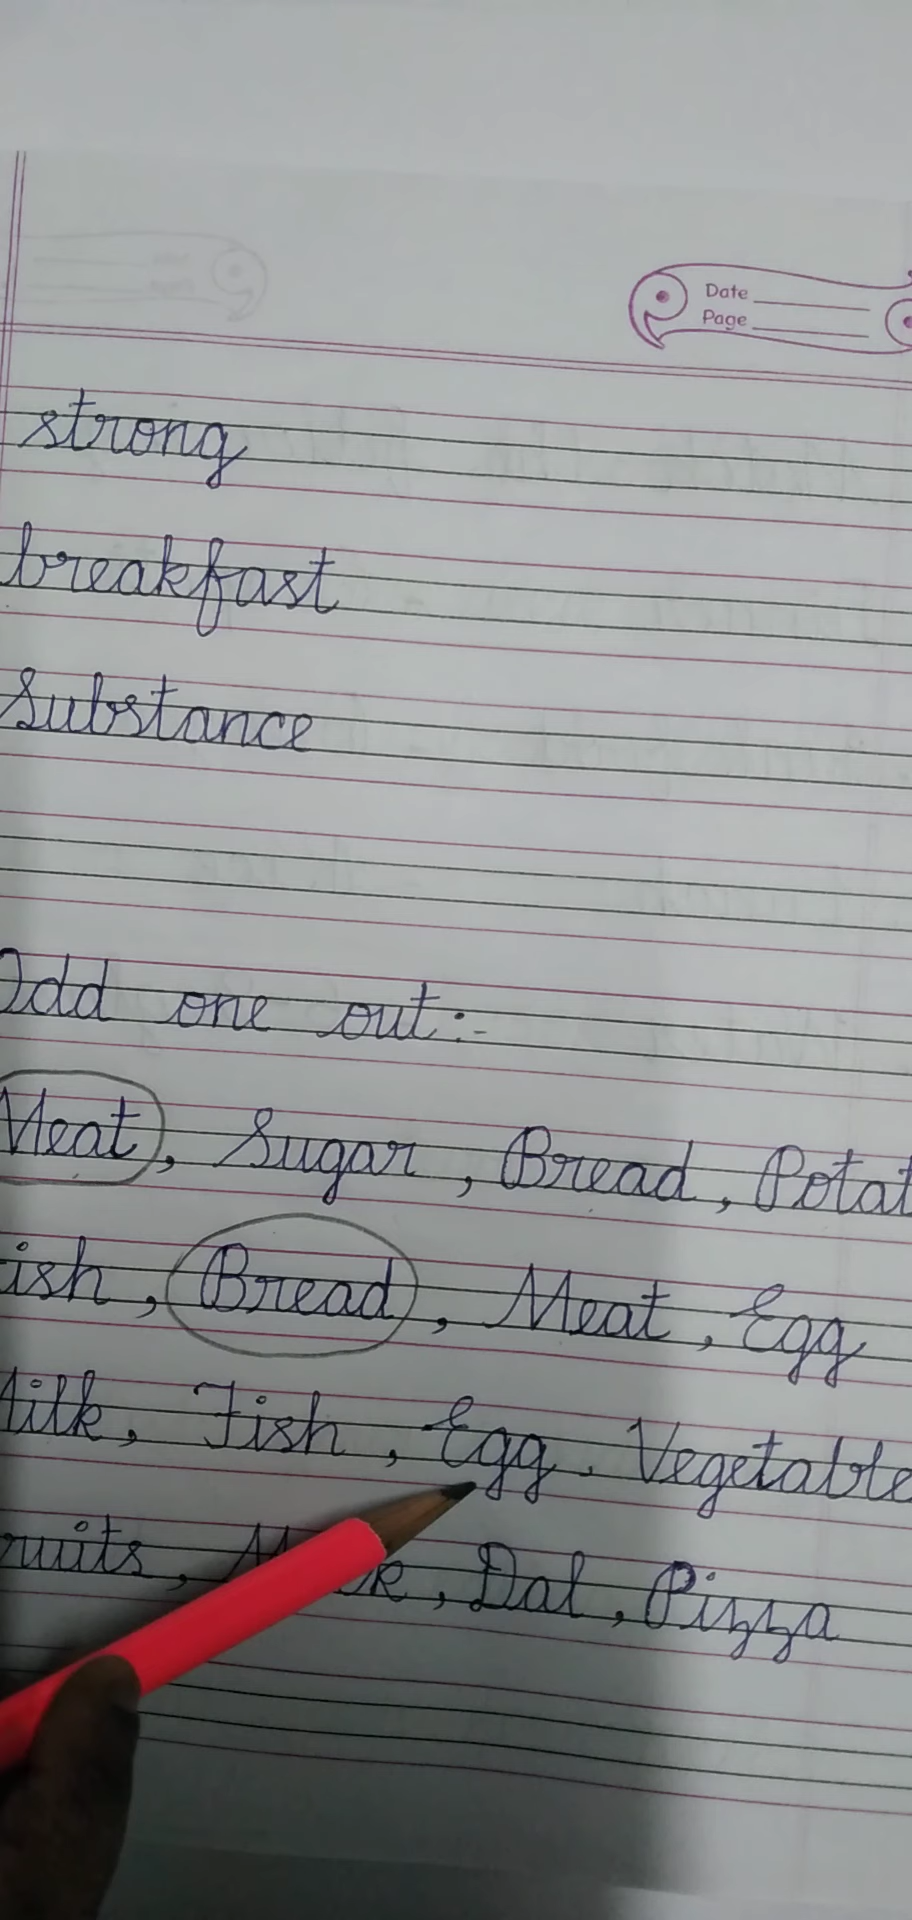 Date
Page
strong
breakfast
Substance
Odd one out :-
Meat, Sugar, Bread, Potat
ish, Bread, Meat, Egg
Milk, Fish, Egg, Vegetable
ruits, Dal, Pizza